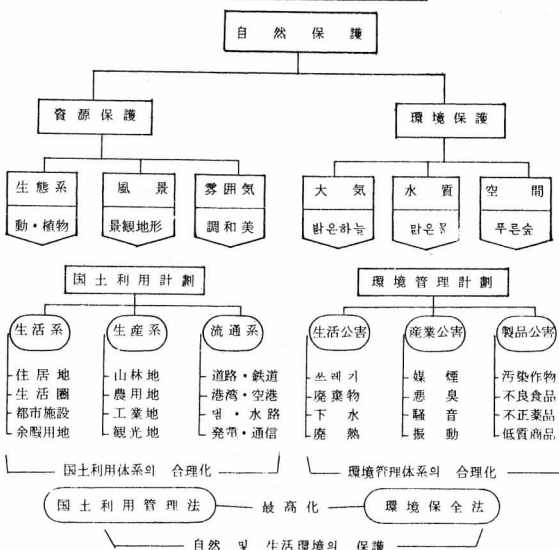 自然保護
資源保護 環境保護
生態系 風景 雰囲気 大気 水質 空間
動・植物 景観地形 調和美 밝은하늘 맑은물 푸른숲
国土利用計劃 環境管理計劃
生活系 生産系 流通系 生活公害 産業公害 製品公害
住居地 山林地 道路・鉄道 쓰레기 媒煙 汚染作物
生活圏 農用地 港湾・空港 廃棄物 悪臭 不良食品
都市施設 工業地 댐・水路 下水 騒音 不正薬品
余暇用地 観光地 発電・通信 廃熱 振動 低質商品
国土利用体系의 合理化 環境管理体系의 合理化
国土利用管理法 最高化 環境保全法
自然 및 生活環境의 保護